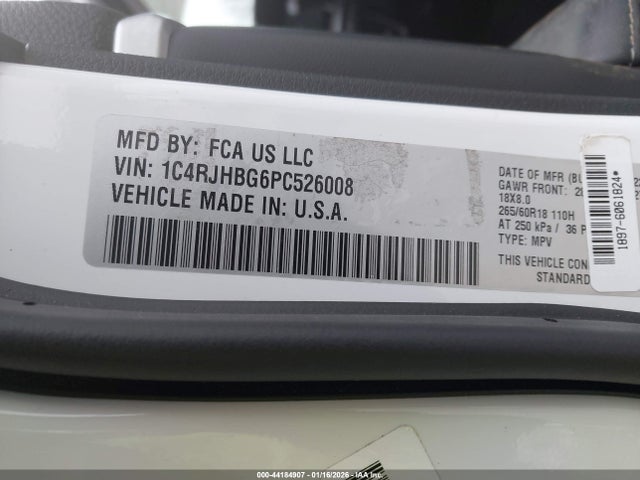 MFD BY: FCA US LLC
VIN: 1C4RJHBG6PC526008
VEHICLE MADE IN: U.S.A.
DATE OF MFR (BU
GAWR FRONT:
18X8.0
265/60R18 110H
AT 250 kPa / 36 P
TYPE: MPV
THIS VEHICLE CON
STANDARD
1897-6061824*
000-44184907 | 01/16/2026 | IAA Inc.